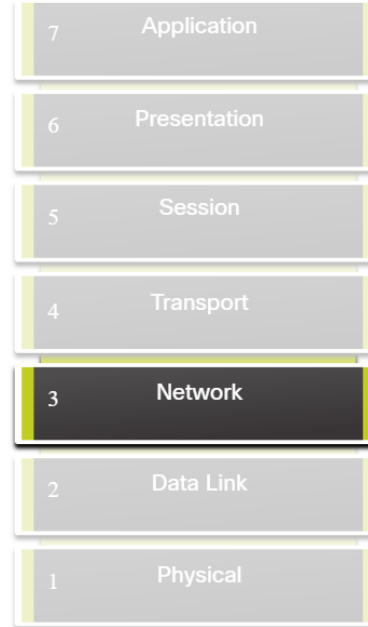 7 Application
6 Presentation
5 Session
4 Transport
3 Network
2 Data Link
1 Physical